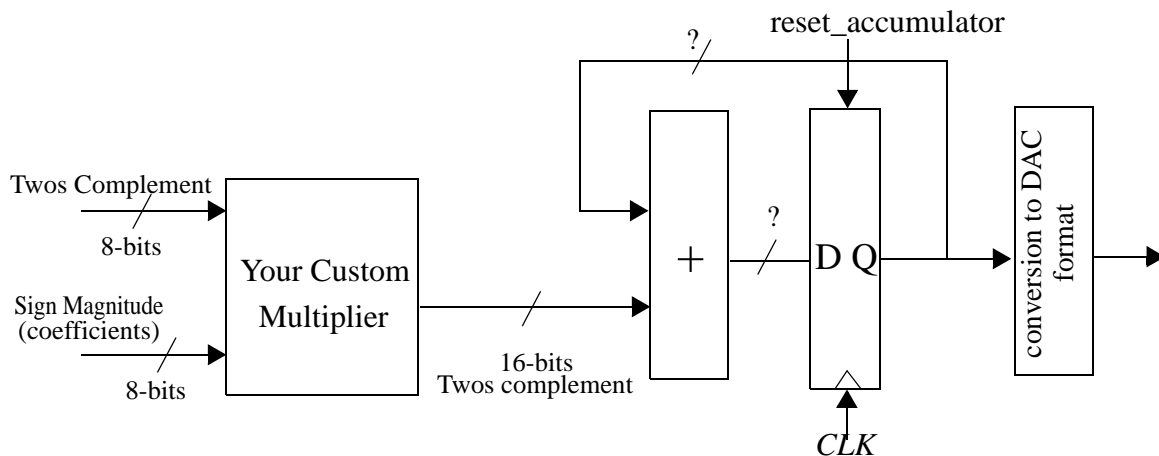 ?
reset_accumulator
Twos Complement
8-bits
Sign Magnitude
(coefficients)
8-bits
Your Custom
Multiplier
16-bits
Twos complement
+
?
D Q
CLK
conversion to DAC
format